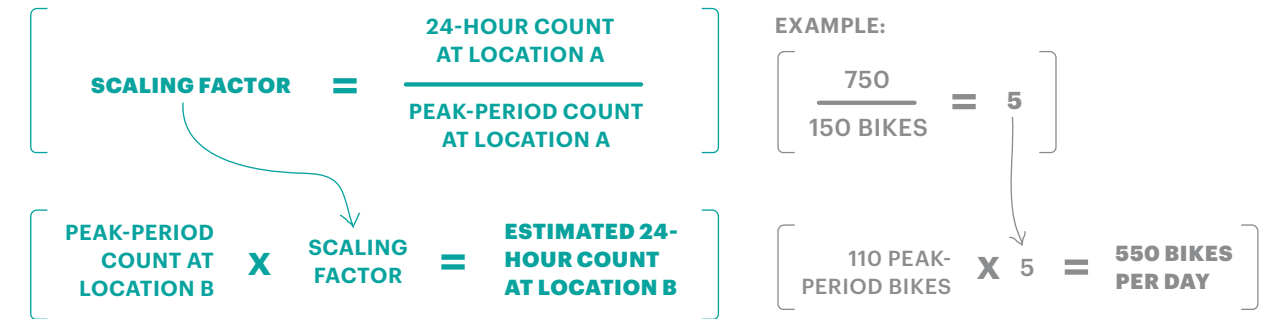 24-HOUR COUNT
AT LOCATION A
SCALING FACTOR =
PEAK-PERIOD COUNT
AT LOCATION A
PEAK-PERIOD
COUNT AT
LOCATION B
X
SCALING
FACTOR
=
ESTIMATED 24-
HOUR COUNT
AT LOCATION B
EXAMPLE:
750
150 BIKES
= 5
110 PEAK-
PERIOD BIKES
X 5 =
550 BIKES
PER DAY